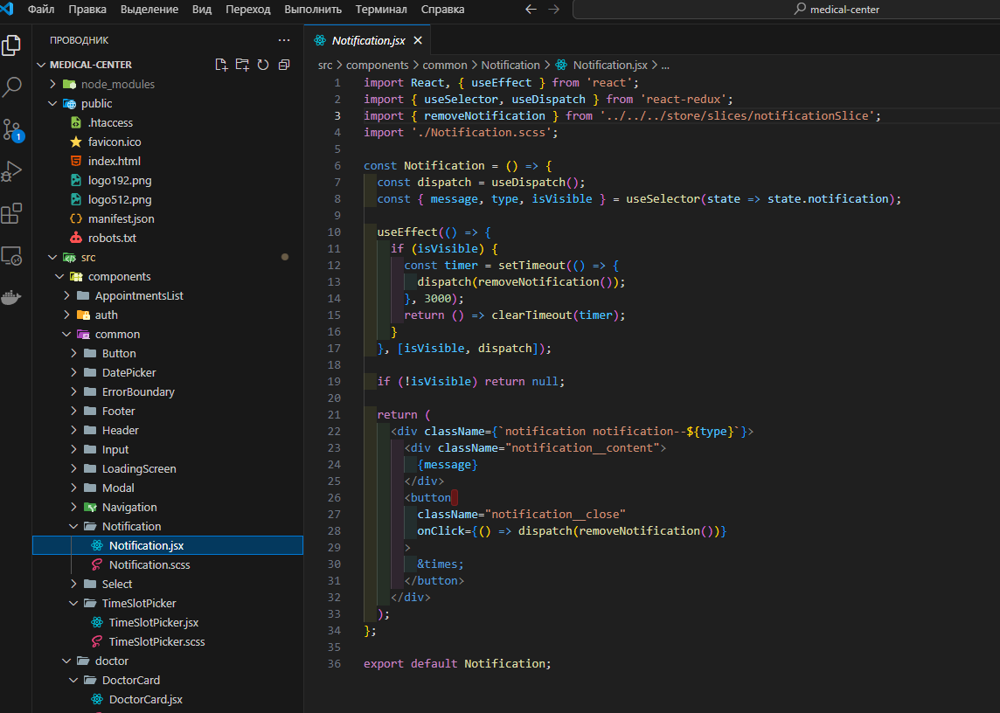 Файл Правка Выделение Вид Переход Выполнить Терминал Справка medical-center
ПРОВОДНИК
MEDICAL-CENTER
node_modules
public
.htaccess
favicon.ico
index.html
logo192.png
logo512.png
manifest.json
robots.txt
src
components
AppointmentsList
auth
common
Button
DatePicker
ErrorBoundary
Footer
Header
Input
LoadingScreen
Modal
Navigation
Notification
Notification.jsx
Notification.scss
Select
TimeSlotPicker
TimeSlotPicker.jsx
TimeSlotPicker.scss
doctor
DoctorCard
DoctorCard.jsx
1
Notification.jsx
src > components > common > Notification > Notification.jsx > ...
1 import React, { useEffect } from 'react';
2 import { useSelector, useDispatch } from 'react-redux';
3 import { removeNotification } from '../../../store/slices/notificationSlice';
4 import './Notification.scss';
5
6 const Notification = () => {
7 const dispatch = useDispatch();
8 const { message, type, isVisible } = useSelector(state => state.notification);
9
10 useEffect(() => {
11 if (isVisible) {
12 const timer = setTimeout(() => {
13 dispatch(removeNotification());
14 }, 3000);
15 return () => clearTimeout(timer);
16 }
17 }, [isVisible, dispatch]);
18
19 if (!isVisible) return null;
20
21 return (
22 <div className={`notification notification--${type}`}>
23 <div className="notification__content">
24 {message}
25 </div>
26 <button
27 className="notification__close"
28 onClick={() => dispatch(removeNotification())}
29 >
30 &times;
31 </button>
32 </div>
33 );
34 };
35
36 export default Notification;